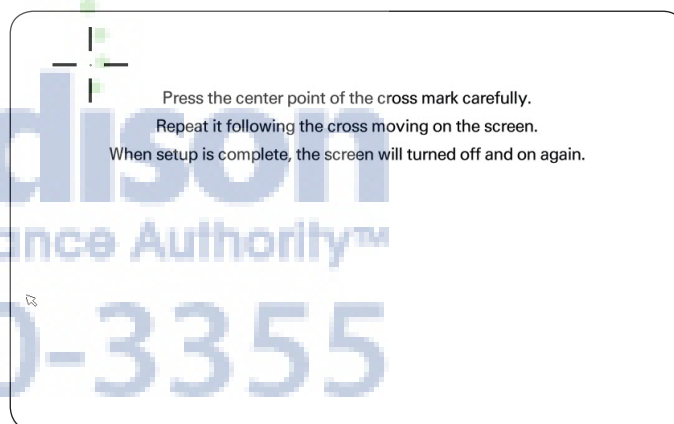 Press the center point of the cross mark carefully.
Repeat it following the cross moving on the screen.
When setup is complete, the screen will turned off and on again.
dison
ance Authority™
0-3355